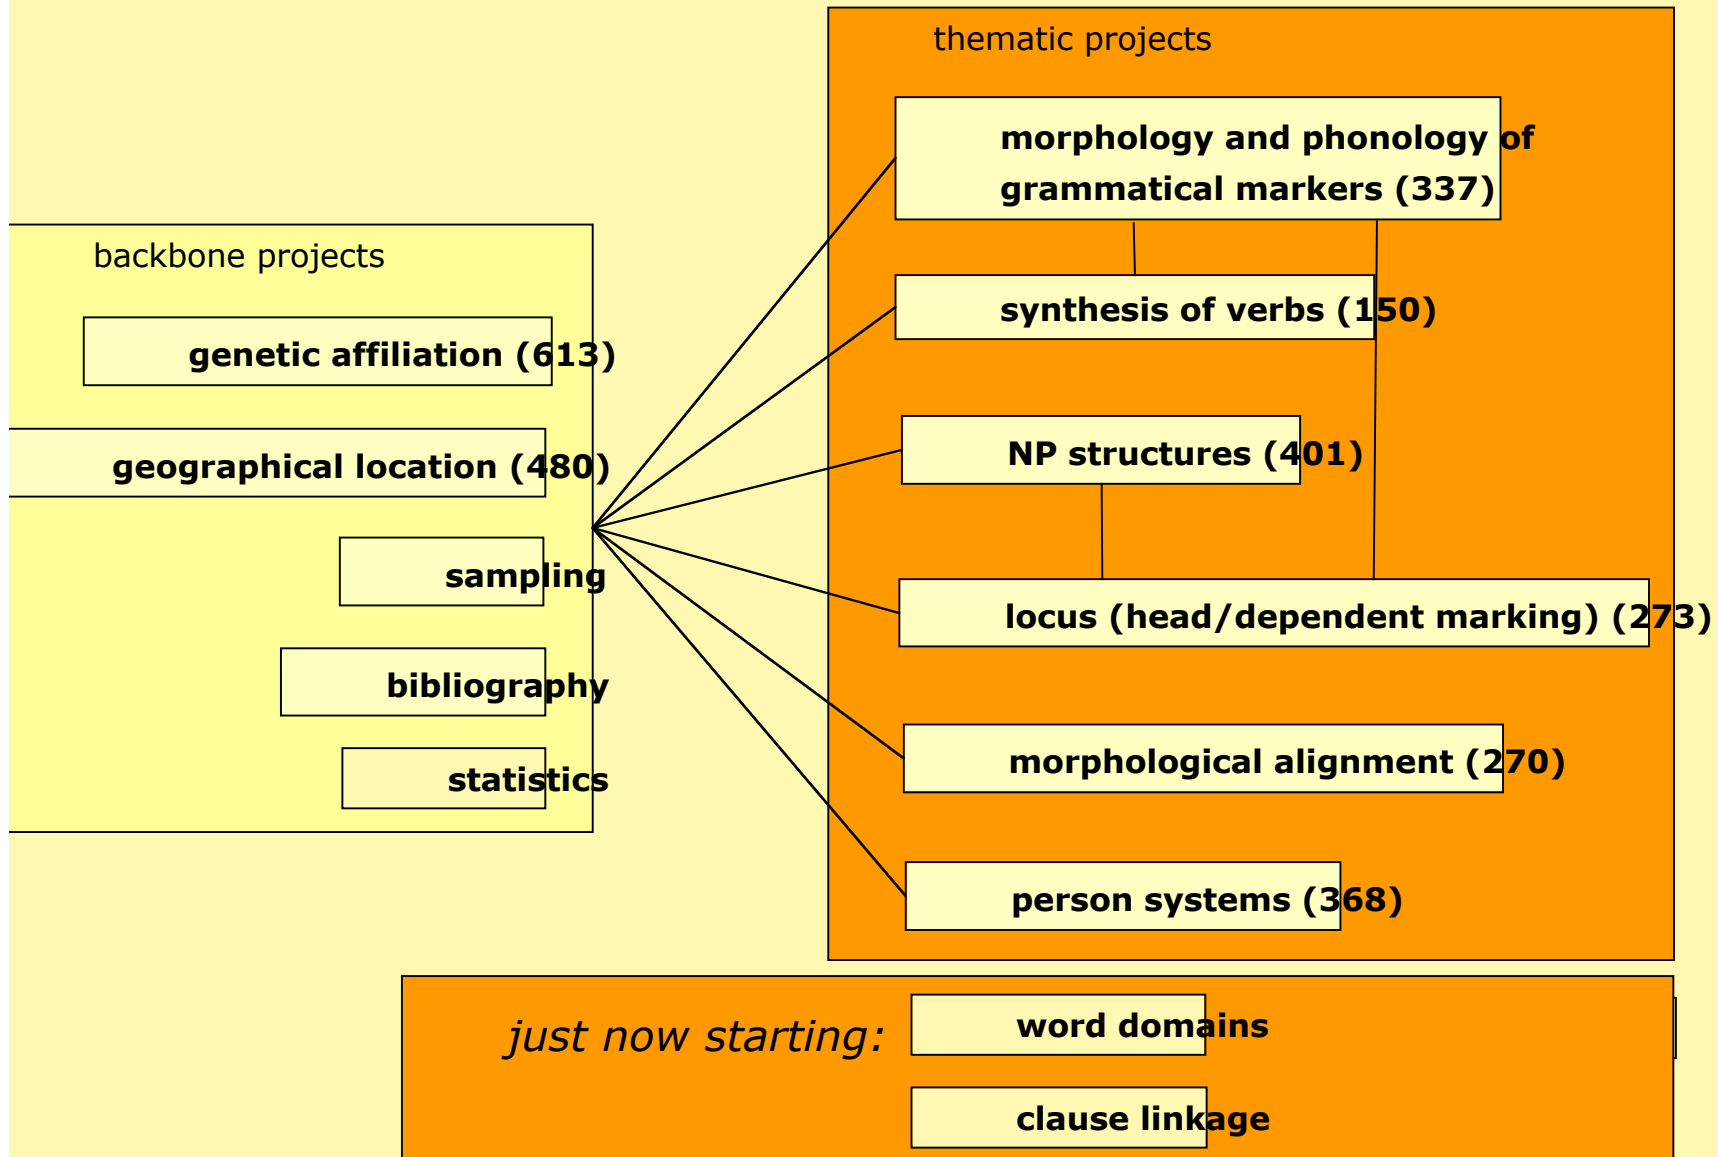 thematic projects
morphology and phonology of
grammatical markers (337)
synthesis of verbs (150)
NP structures (401)
locus (head/dependent marking) (273)
morphological alignment (270)
person systems (368)
backbone projects
genetic affiliation (613)
geographical location (480)
sampling
bibliography
statistics
just now starting:
word domains
clause linkage